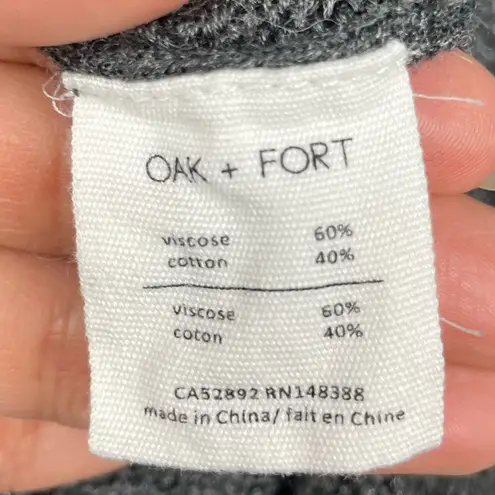 OAK + FORT
viscose 60%
cotton 40%
viscose 60%
coton 40%
CA52892 RN148388
made in China/ fait en Chine